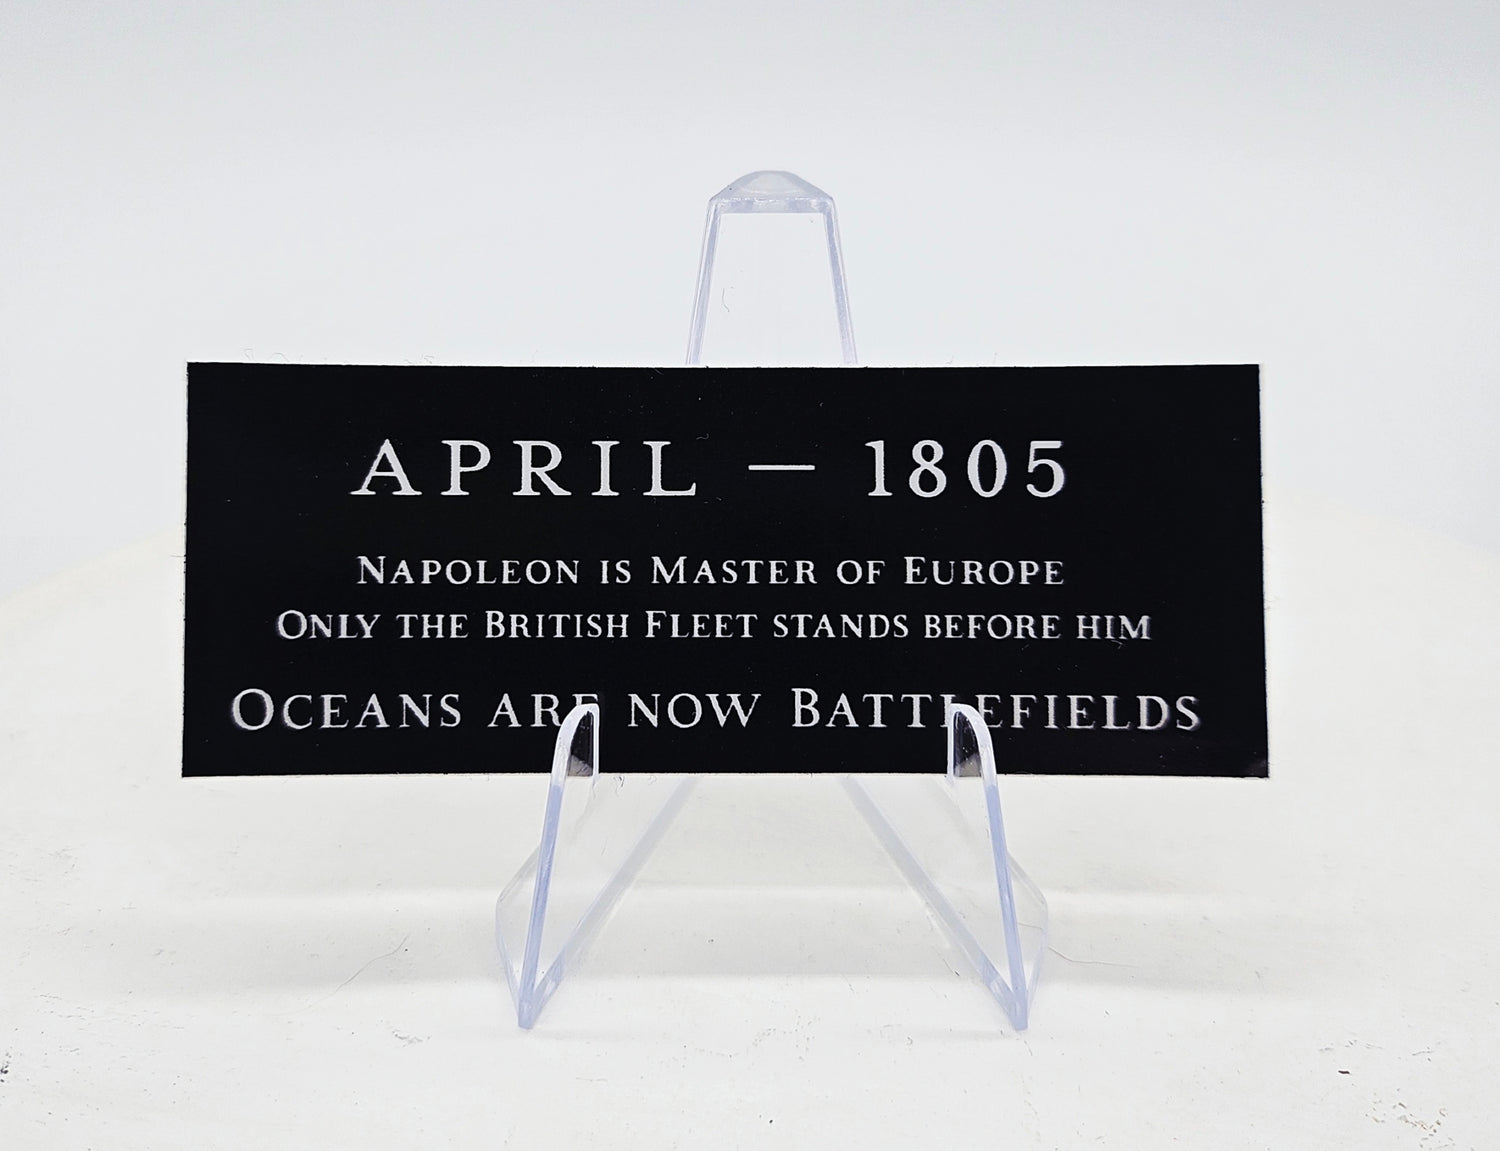 APRIL — 1805
NAPOLEON IS MASTER OF EUROPE
ONLY THE BRITISH FLEET STANDS BEFORE HIM
OCEANS ARE NOW BATTLEFIELDS